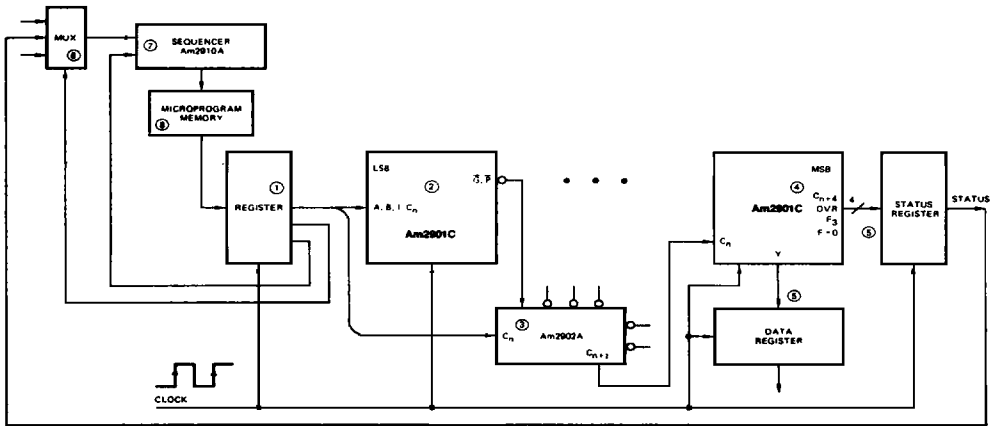 MUX
⑥
⑦
SEQUENCER
Am2910A
MICROPROGRAM
MEMORY
⑧
①
REGISTER
LSB
②
G̅, P̅
A, B, I Cn
Am2901C
• • •
MSB
④
Am2901C
Cn+4
OVR
F3
F = 0
Cn
Y
4
⑤
STATUS
REGISTER
STATUS
③
Cn
Am2902A
Cn+z
⑤
DATA
REGISTER
CLOCK